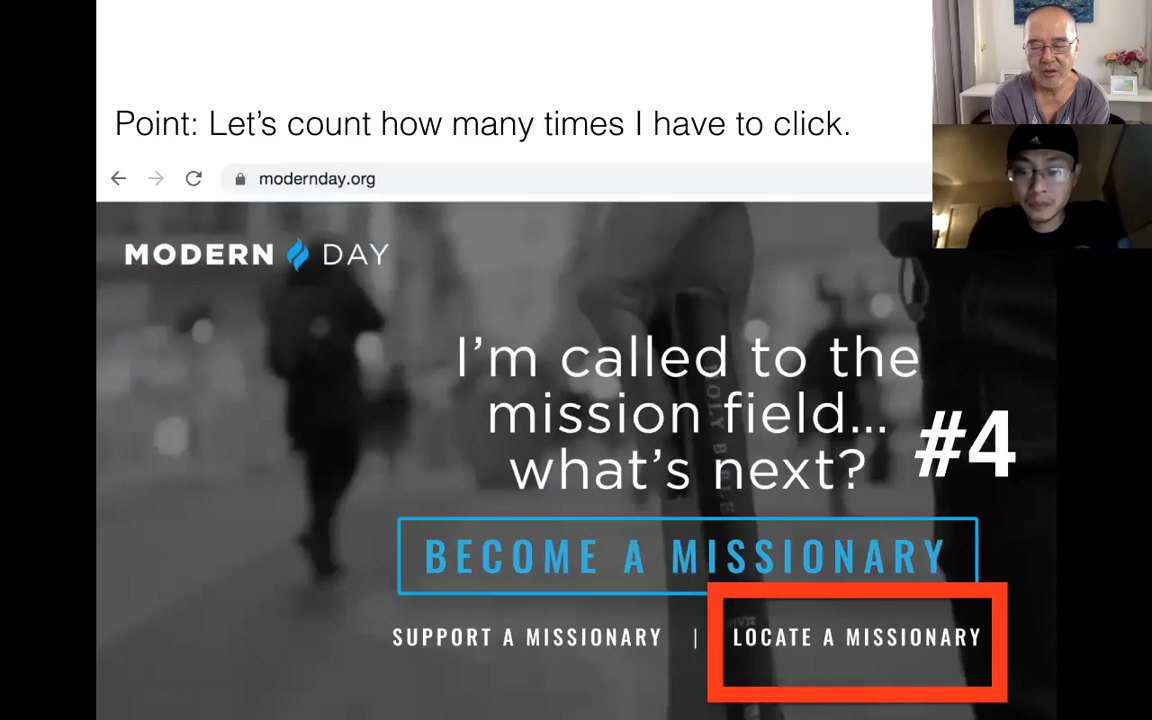 Point: Let's count how many times I have to click.
modernday.org
MODERN DAY
I'm called to the
mission field...
what's next?
#4
BECOME A MISSIONARY
SUPPORT A MISSIONARY | LOCATE A MISSIONARY